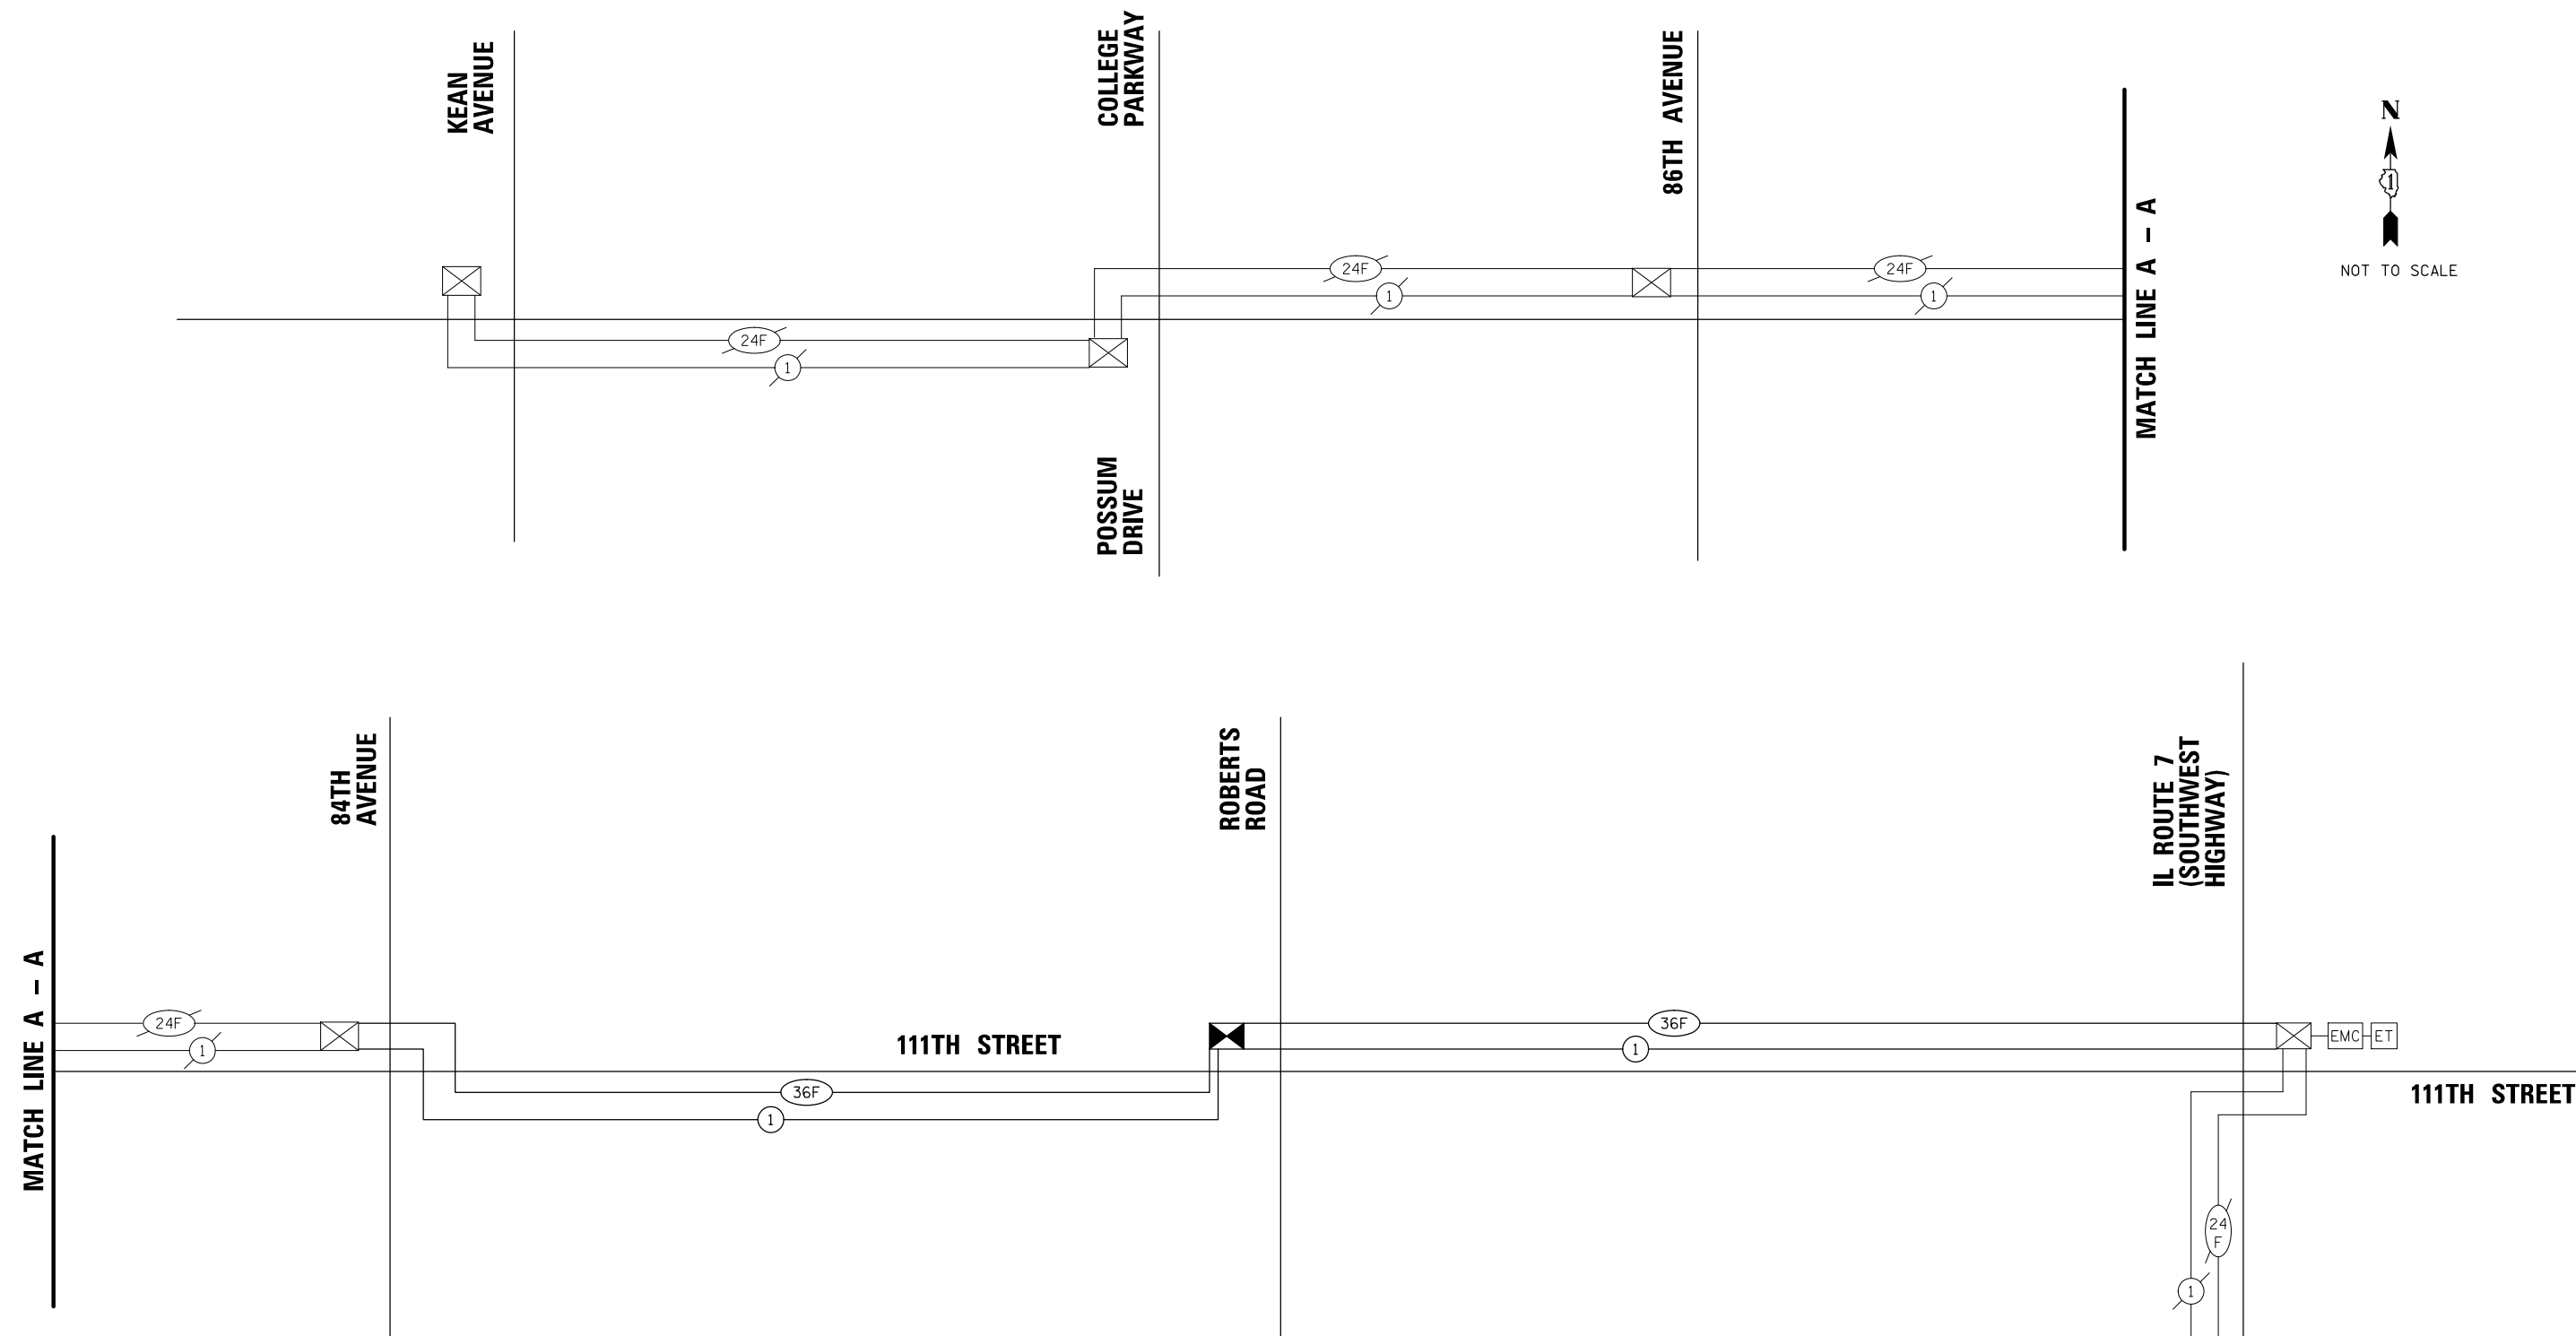 KEAN
AVENUE
COLLEGE
PARKWAY
86TH AVENUE
N
1
NOT TO SCALE
MATCH LINE A - A
24F
1
24F
1
24F
1
POSSUM
DRIVE
84TH
AVENUE
ROBERTS
ROAD
IL ROUTE 7
(SOUTHWEST
HIGHWAY)
MATCH LINE A - A
24F
1
111TH STREET
36F
1
36F
1
EMC
ET
111TH STREET
24
F
1